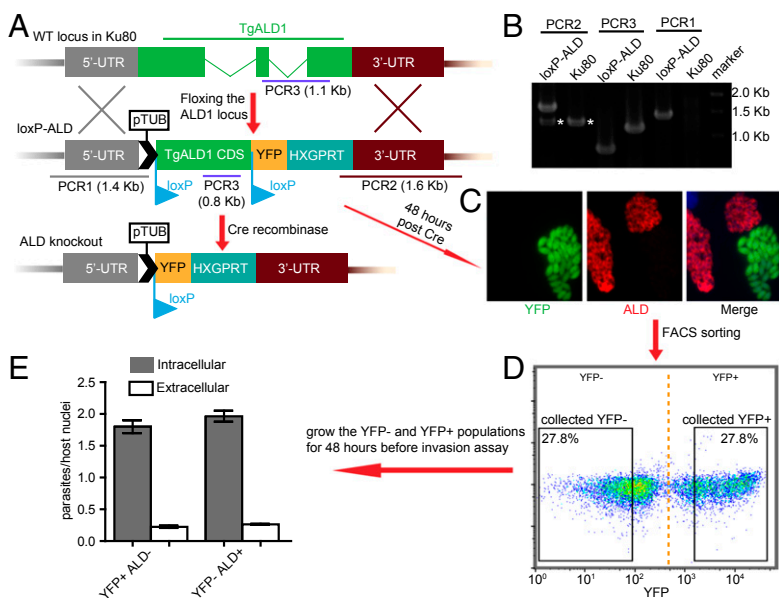 A
WT locus in Ku80
TgALD1
5'-UTR
3'-UTR
PCR3 (1.1 Kb)
Floxing the
ALD1 locus
loxP-ALD
pTUB
5'-UTR
TgALD1 CDS
YFP
HXGPRT
3'-UTR
PCR1 (1.4 Kb)
loxP
PCR3
(0.8 Kb)
loxP
PCR2 (1.6 Kb)
Cre recombinase
48 hours
post Cre
ALD knockout
pTUB
5'-UTR
YFP
HXGPRT
3'-UTR
loxP
B
PCR2 PCR3 PCR1
loxP-ALD
Ku80
loxP-ALD
Ku80
loxP-ALD
Ku80
marker
2.0 Kb
1.0 Kb
* *
C
YFP
ALD
Merge
FACS sorting
D
YFP-
YFP+
collected YFP-
27.8%
collected YFP+
27.8%
10⁰ 10¹ 10² 10³ 10⁴
YFP
grow the YFP- and YFP+ populations
for 48 hours before invasion assay
E
Intracellular
Extracellular
parasites/host nuclei
2.5
2.0
1.5
1.0
0.5
0.0
YFP+ ALD-
YFP- ALD+